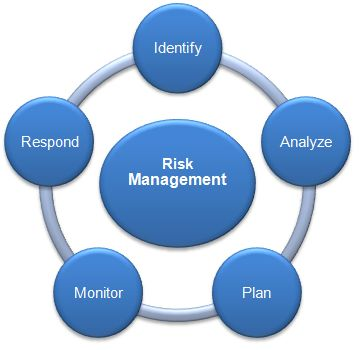 Identify
Analyze
Plan
Monitor
Respond
Risk
Management